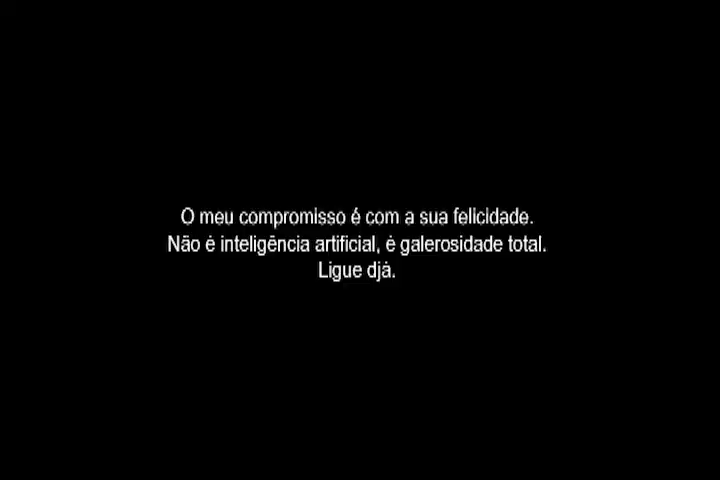 O meu compromisso é com a sua felicidade.
Não é inteligência artificial, é galerosidade total.
Ligue djá.